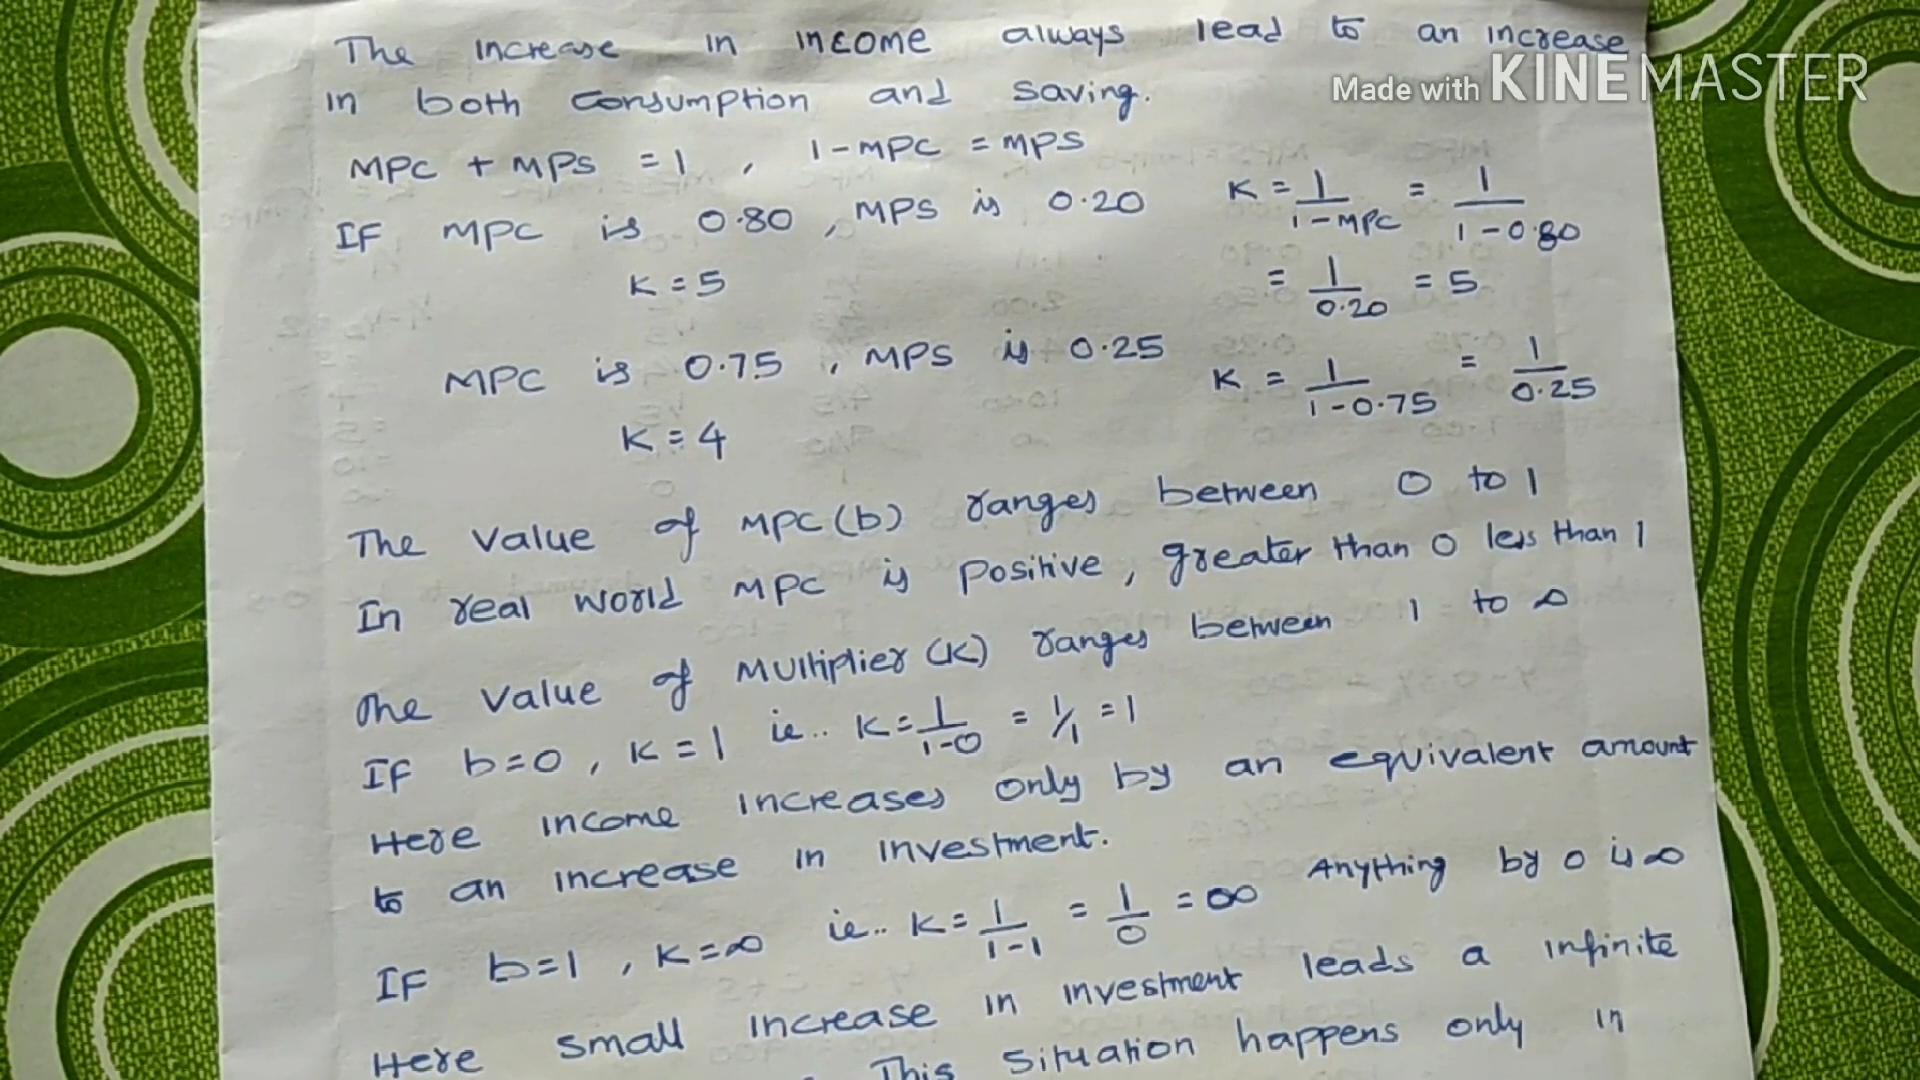 The increase in income always lead to an increase
Made with KINEMASTER
in both consumption and saving.
MPC + MPS = 1 , 1 - MPC = MPS
IF MPC is 0.80 , MPS is 0.20
K = 1/1-MPC = 1/1-0.80
K = 5
= 1/0.20 = 5
MPC is 0.75 , MPS is 0.25
K = 1/1-0.75 = 1/0.25
K = 4
The value of MPC (b) ranges between 0 to 1
In real world MPC is positive, greater than 0 less than 1
The value of Multiplier (K) ranges between 1 to ∞
IF b=0 , K=1 ie.. K = 1/1-0 = 1/1 = 1
Here income increases only by an equivalent amount
to an increase in investment.
IF b=1 , K=∞ ie.. K = 1/1-1 = 1/0 = ∞ Anything by 0 is ∞
Here small increase in investment leads a infinite
This situation happens only in